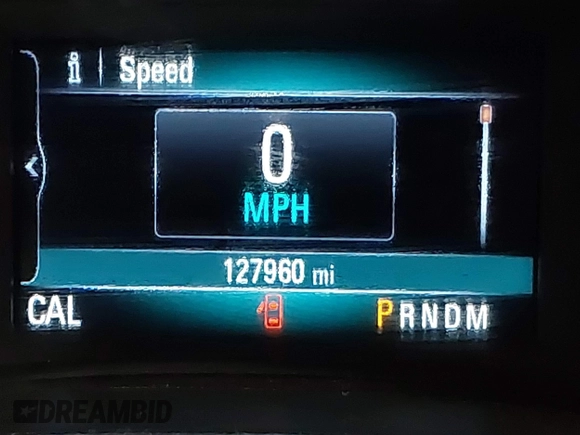 i | Speed
0
MPH
127960 mi
CAL PRNDM
DREAMBID